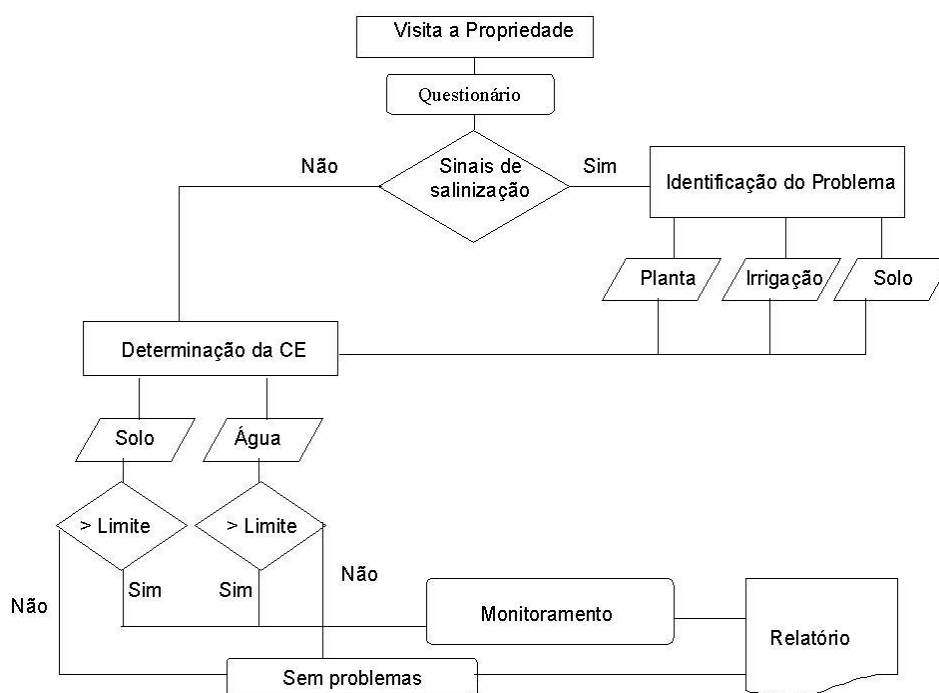 Visita a Propriedade
Questionário
Não
Sinais de
salinização
Sim
Identificação do Problema
Planta
Irrigação
Solo
Determinação da CE
Solo
Água
> Limite
> Limite
Não
Sim
Sim
Não
Monitoramento
Relatório
Sem problemas